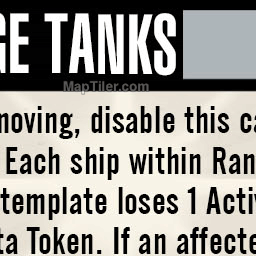 GE TANKS
MapTiler.com
moving, disable this ca
Each ship within Ran
template loses 1 Activ
ta Token. If an affecte